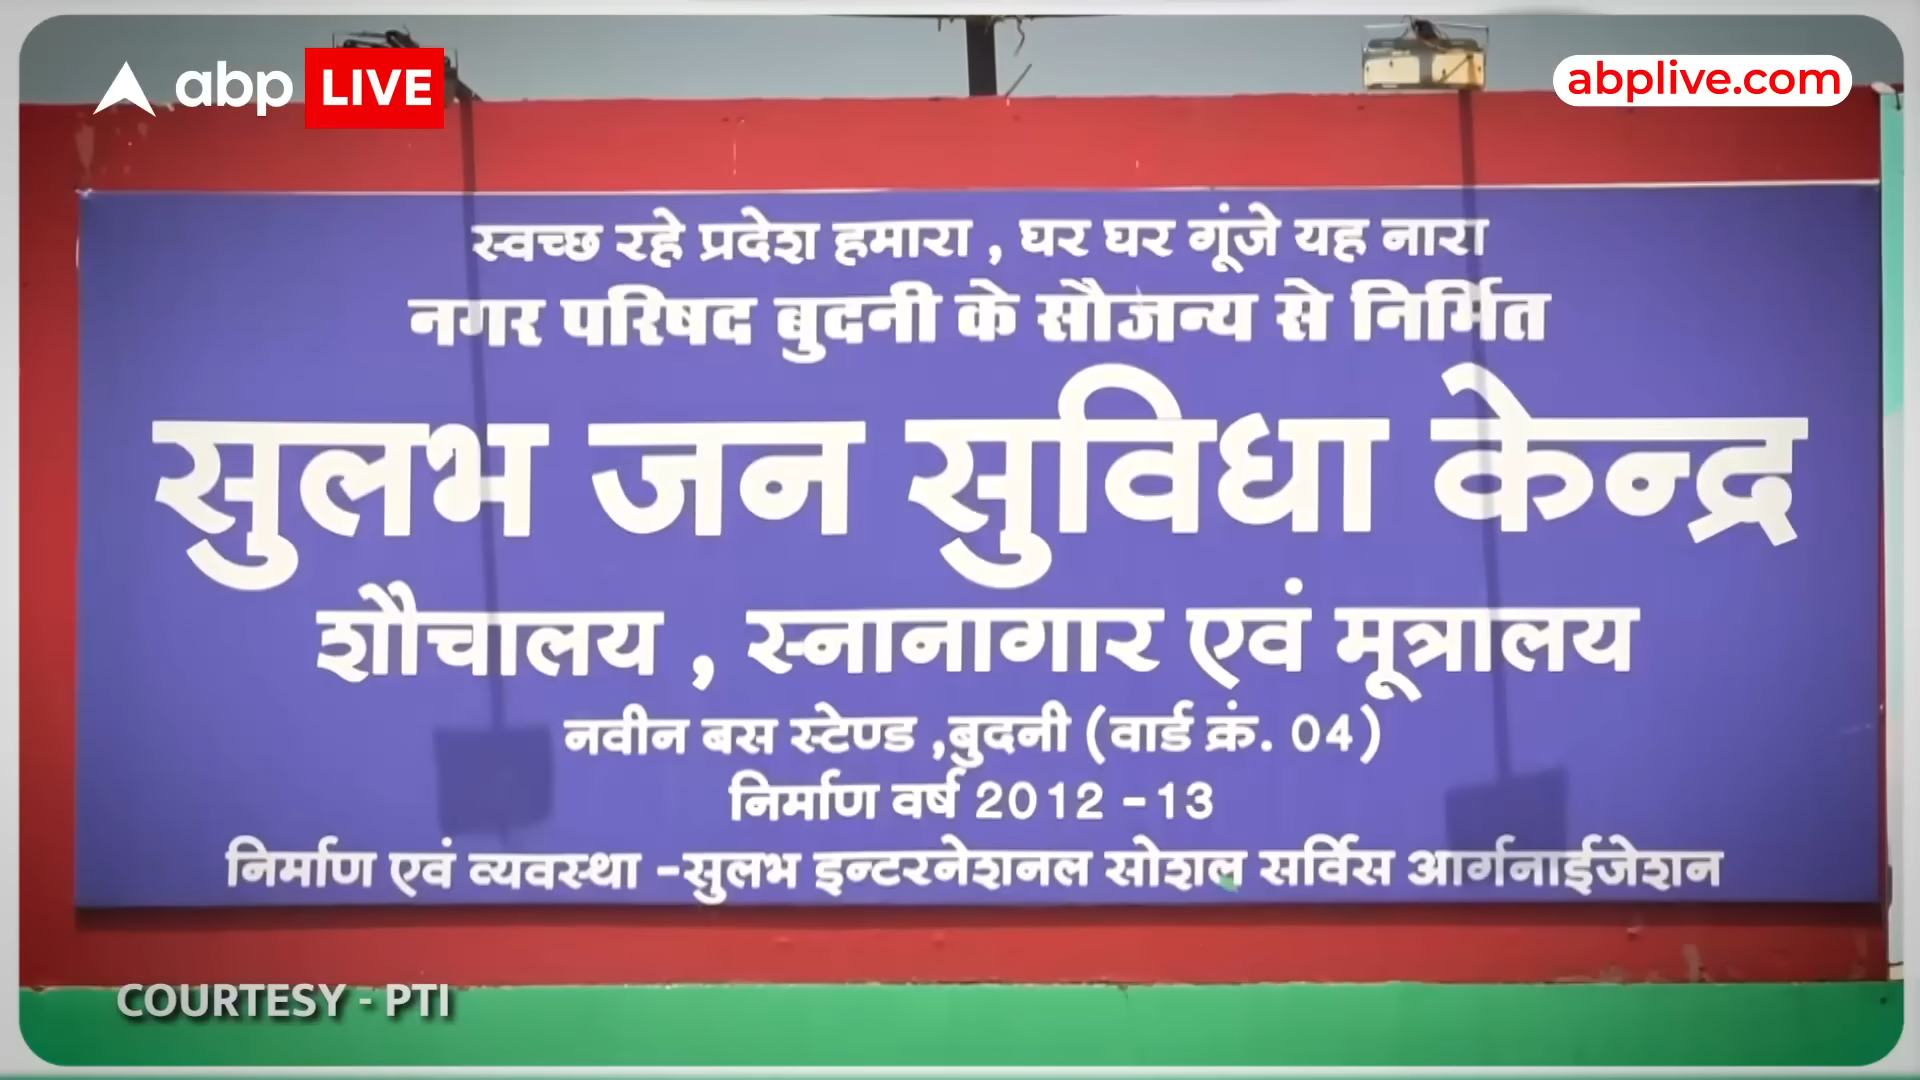 abp LIVE
abplive.com
स्वच्छ रहे प्रदेश हमारा , घर घर गूंजे यह नारा
नगर परिषद बुदनी के सौजन्य से निर्मित
सुलभ जन सुविधा केन्द्र
शौचालय , स्नानागार एवं मूत्रालय
नवीन बस स्टेण्ड ,बुदनी (वार्ड क्रं. 04)
निर्माण वर्ष 2012 -13
निर्माण एवं व्यवस्था -सुलभ इन्टरनेशनल सोशल सर्विस आर्गनाईजेशन
COURTESY - PTI